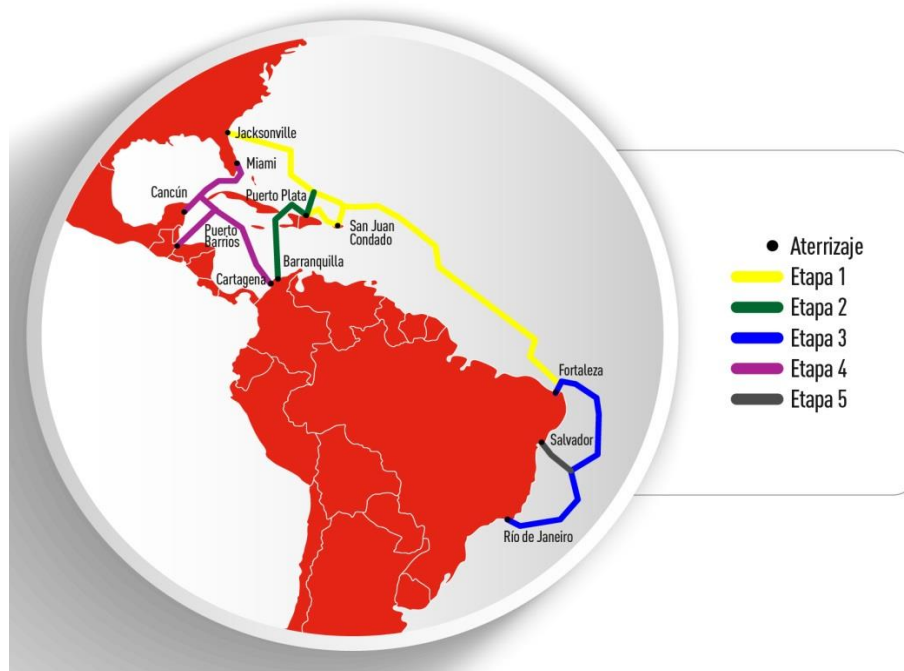 Jacksonville
Miami
Cancún
Puerto Plata
San Juan
Condado
Puerto
Barrios
Barranquilla
Cartagena
Fortaleza
Salvador
Río de Janeiro
Aterrizaje
Etapa 1
Etapa 2
Etapa 3
Etapa 4
Etapa 5